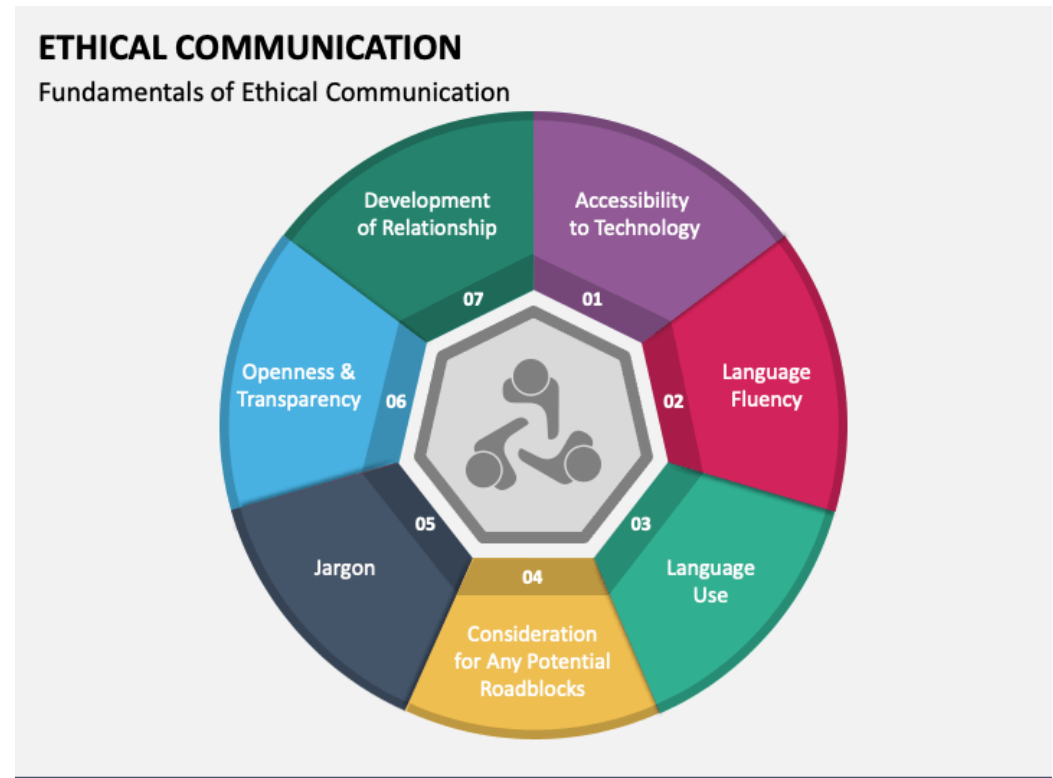 ETHICAL COMMUNICATION
Fundamentals of Ethical Communication
Accessibility
to Technology
01
Language
Fluency
02
Language
Use
03
Consideration
for Any Potential
Roadblocks
04
Jargon
05
Openness &
Transparency
06
Development
of Relationship
07